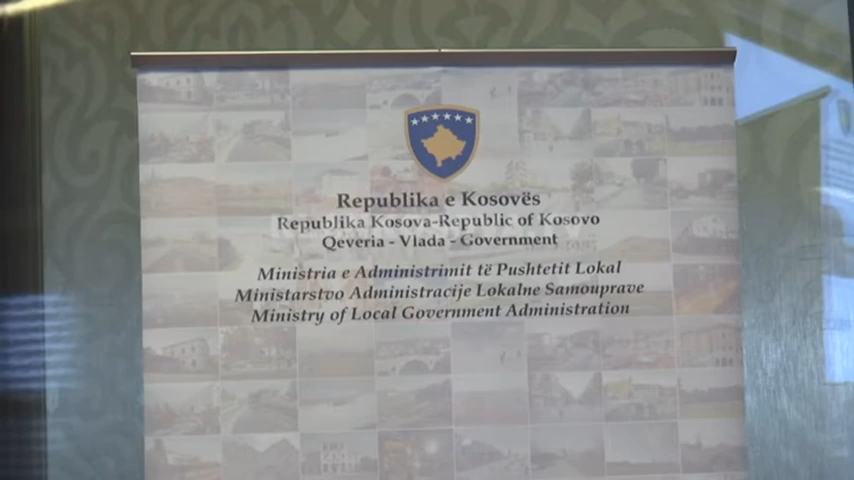 Republika e Kosovës
Republika Kosova-Republic of Kosovo
Qeveria - Vlada - Government
Ministria e Administrimit të Pushtetit Lokal
Ministarstvo Administracije Lokalne Samouprave
Ministry of Local Government Administration